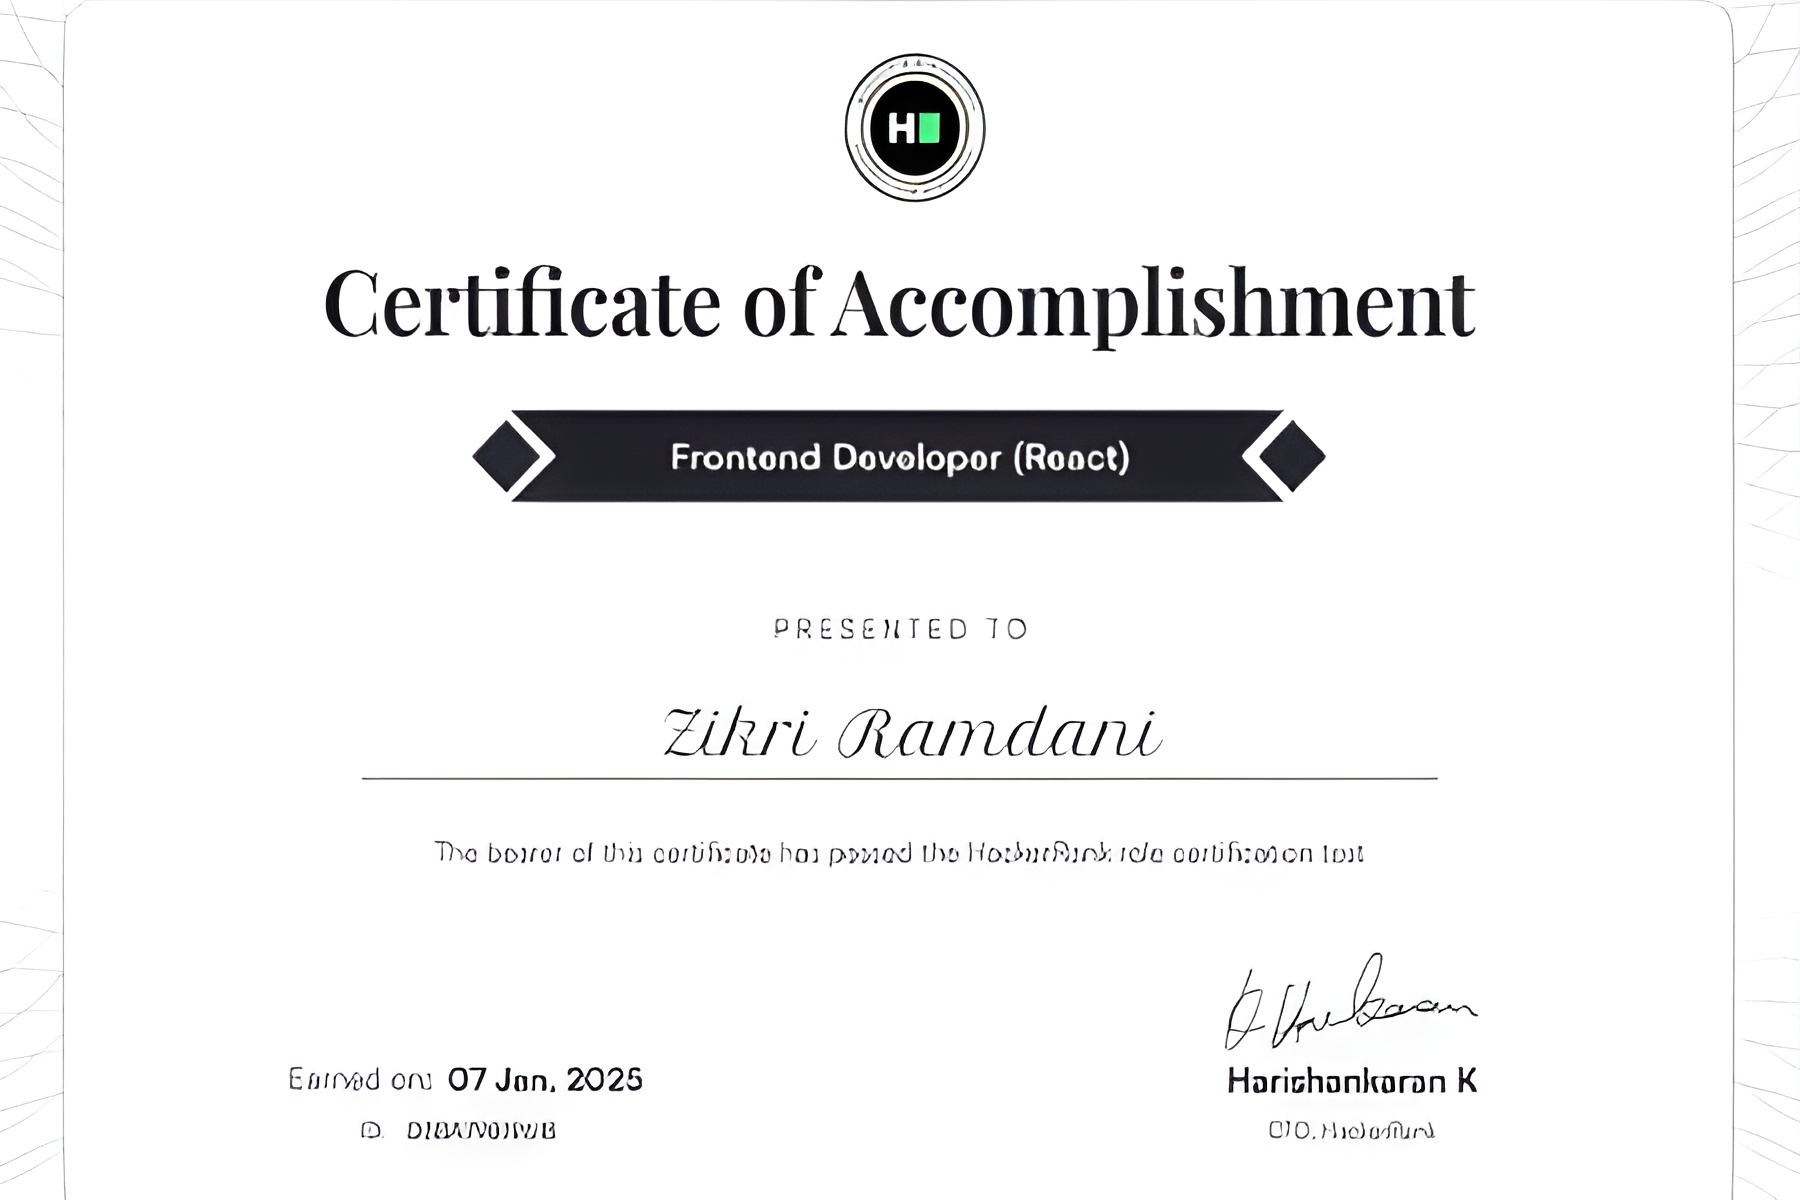 H
Certificate of Accomplishment
Frontend Developer (React)
PRESENTED TO
Zikri Ramdani
The bearer of this certificate has passed the HackerRank role certification test
Earned on: 07 Jan, 2025
ID
Harishankaran K
CTO, HackerRank